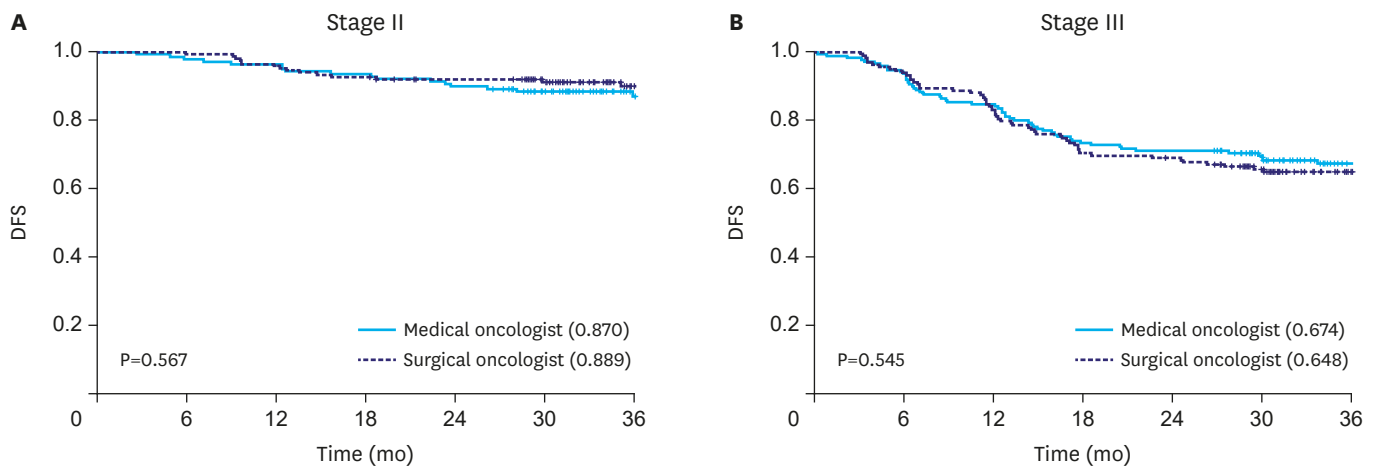 A
Stage II
1.0
0.8
0.6
0.4
0.2
0
DFS
Medical oncologist (0.870)
Surgical oncologist (0.889)
P=0.567
6 12 18 24 30 36
Time (mo)
B
Stage III
1.0
0.8
0.6
0.4
0.2
0
DFS
Medical oncologist (0.674)
Surgical oncologist (0.648)
P=0.545
6 12 18 24 30 36
Time (mo)